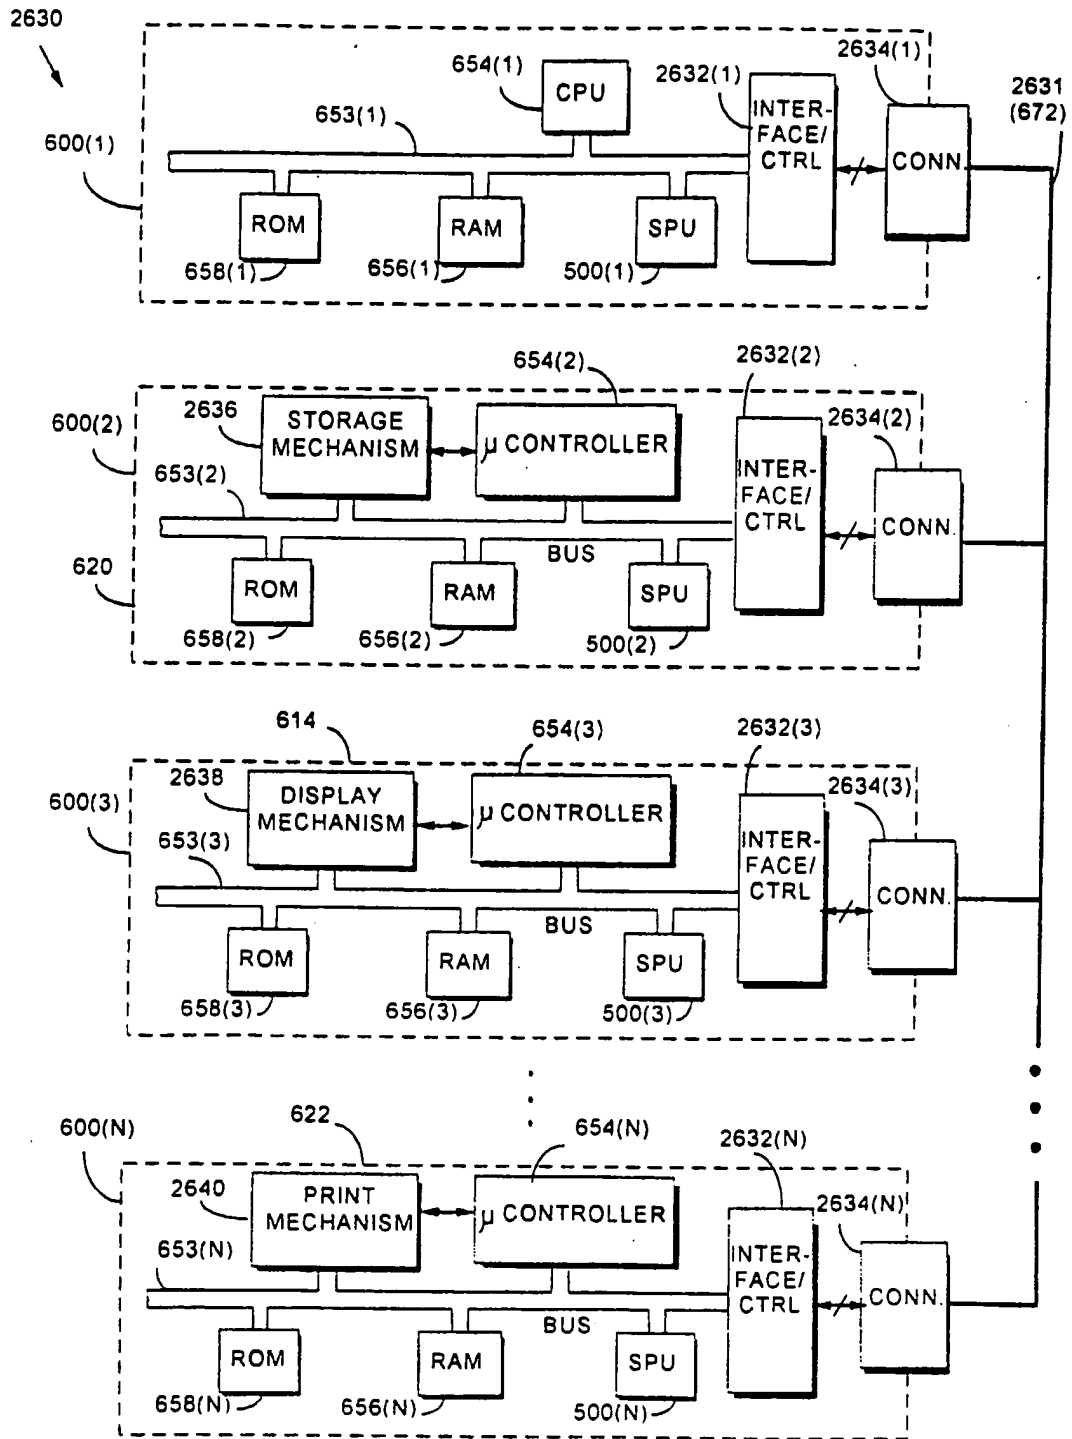 2630
654(1)
2632(1)
2634(1)
2631
(672)
CPU
INTER-
FACE/
CTRL
653(1)
600(1)
CONN.
ROM
RAM
SPU
658(1)
656(1)
500(1)
654(2)
2632(2)
2636
STORAGE
MECHANISM
μ CONTROLLER
2634(2)
600(2)
INTER-
FACE/
CTRL
653(2)
CONN.
BUS
620
ROM
RAM
SPU
658(2)
656(2)
500(2)
614
654(3)
2632(3)
2638
DISPLAY
MECHANISM
μ CONTROLLER
2634(3)
600(3)
INTER-
FACE/
CTRL
653(3)
CONN.
BUS
ROM
RAM
SPU
658(3)
656(3)
500(3)
622
600(N)
654(N)
2632(N)
2640
PRINT
MECHANISM
μ CONTROLLER
2634(N)
653(N)
INTER-
FACE/
CTRL
CONN.
BUS
ROM
RAM
SPU
658(N)
656(N)
500(N)